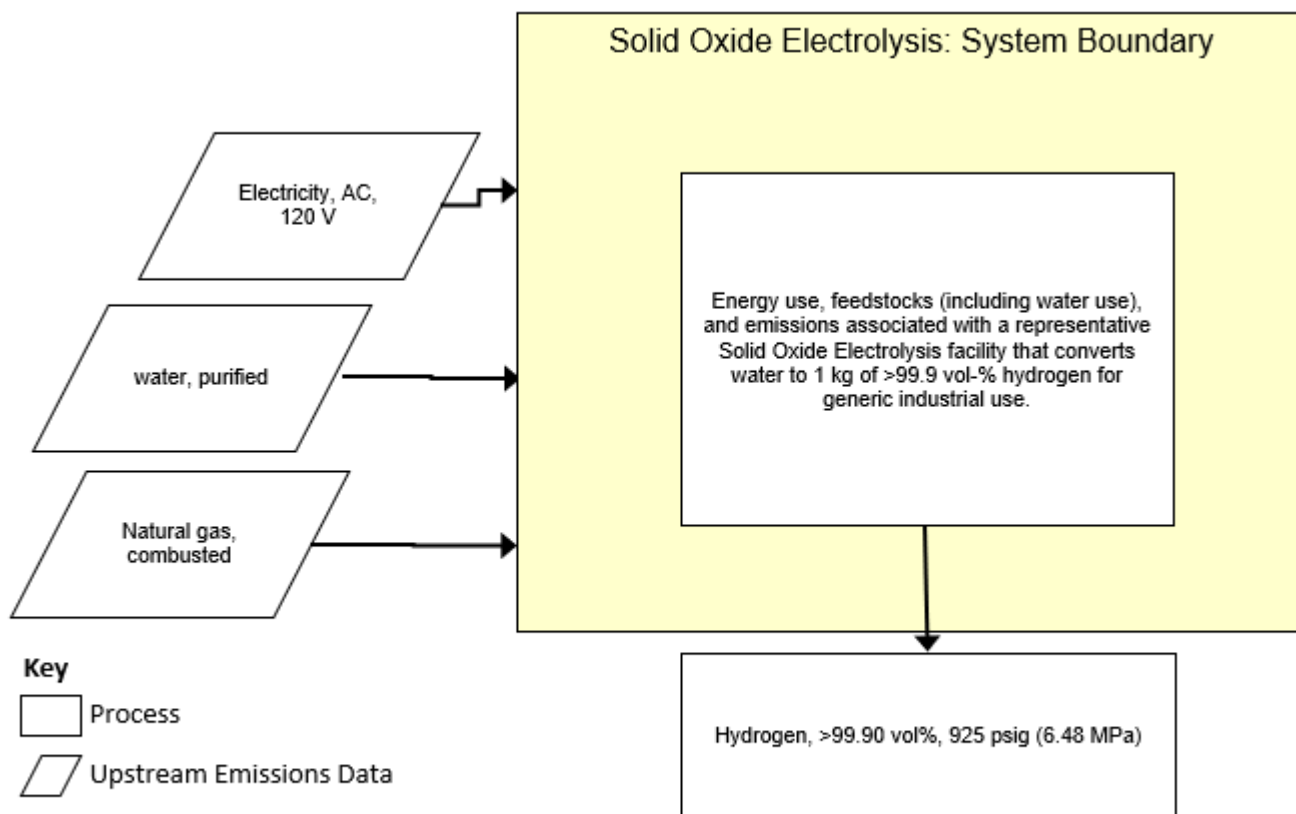 Solid Oxide Electrolysis: System Boundary
Electricity, AC,
120 V
water, purified
Natural gas,
combusted
Energy use, feedstocks (including water use),
and emissions associated with a representative
Solid Oxide Electrolysis facility that converts
water to 1 kg of >99.9 vol-% hydrogen for
generic industrial use.
Key
Process
Upstream Emissions Data
Hydrogen, >99.90 vol%, 925 psig (6.48 MPa)